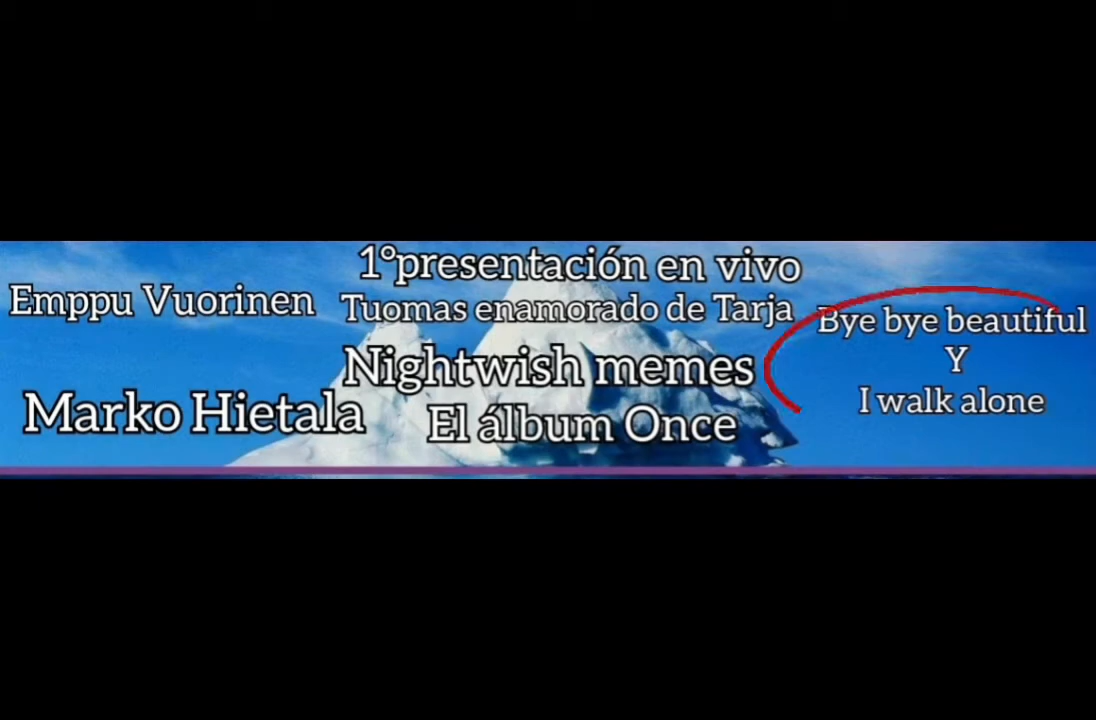 1°presentación en vivo
Emppu Vuorinen
Tuomas enamorado de Tarja
Bye bye beautiful
Y
Nightwish memes
I walk alone
Marko Hietala
El álbum Once